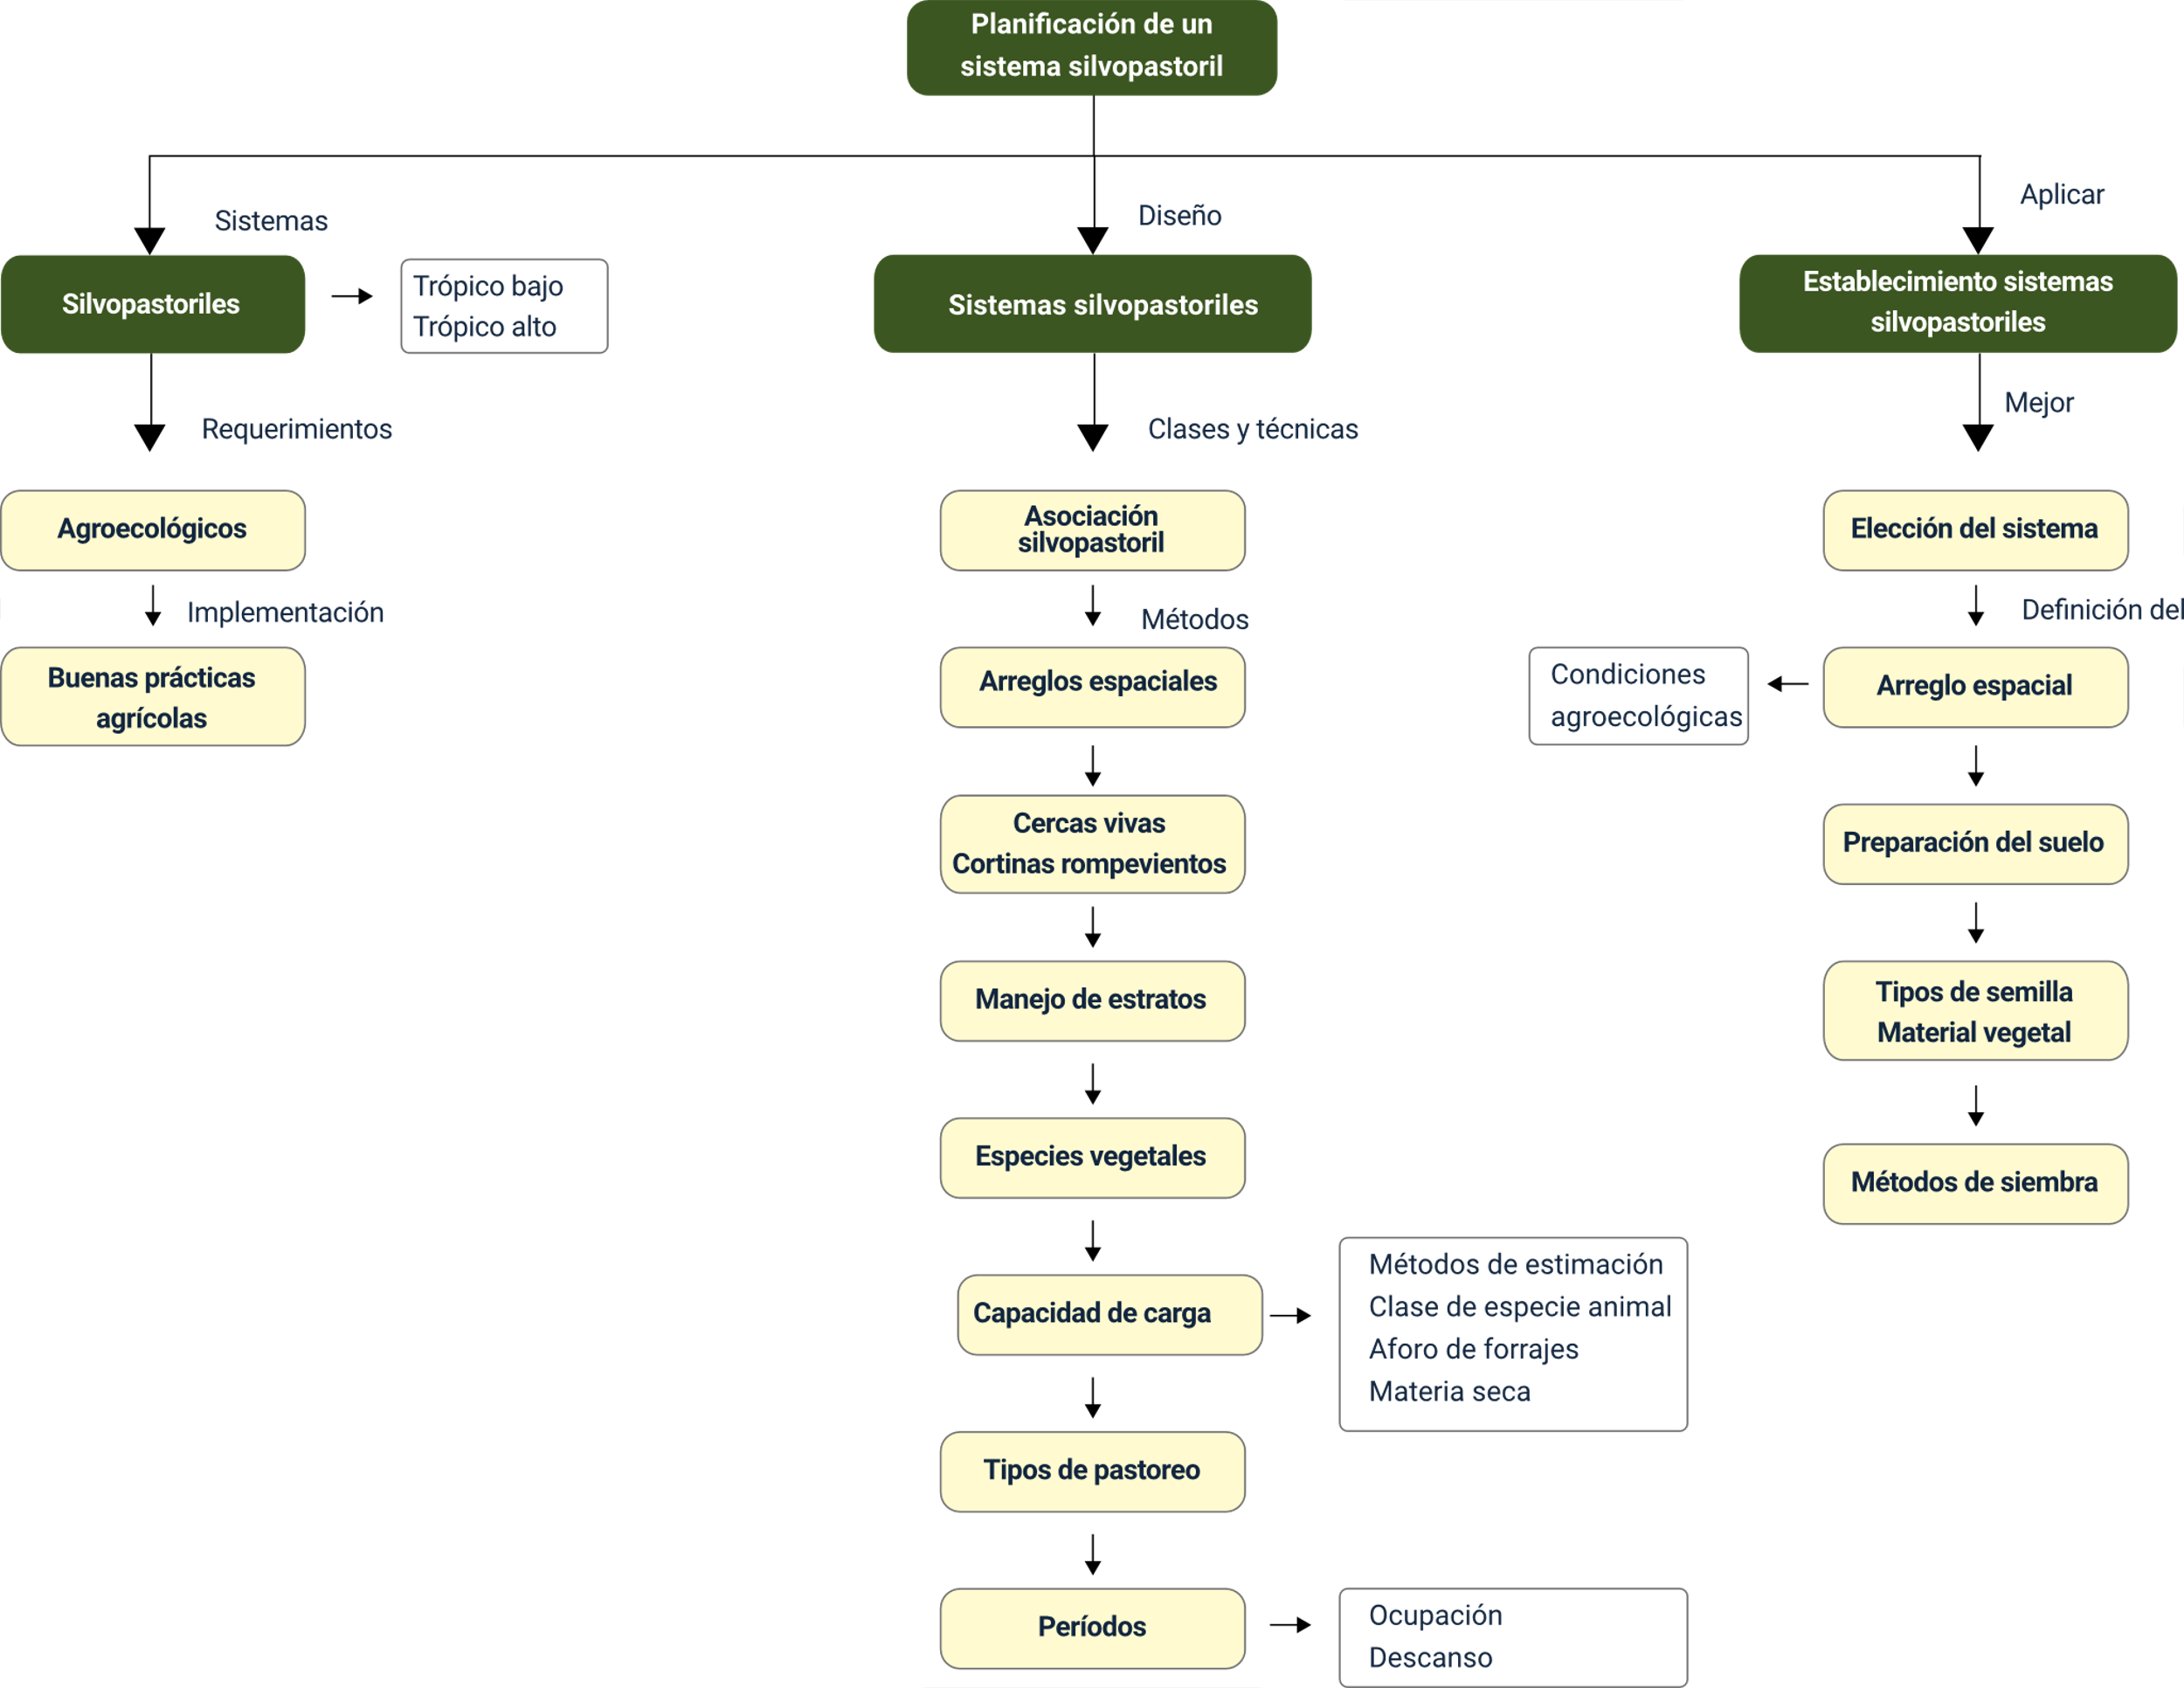 Planificación de un
sistema silvopastoril
Sistemas
Diseño
Aplicar
Silvopastoriles
Trópico bajo
Trópico alto
Sistemas silvopastoriles
Establecimiento sistemas
silvopastoriles
Requerimientos
Clases y técnicas
Mejor
Agroecológicos
Asociación
silvopastoril
Elección del sistema
Implementación
Métodos
Definición del
Buenas prácticas
agrícolas
Arreglos espaciales
Condiciones
agroecológicas
Arreglo espacial
Cercas vivas
Cortinas rompevientos
Preparación del suelo
Manejo de estratos
Tipos de semilla
Material vegetal
Especies vegetales
Métodos de siembra
Capacidad de carga
Métodos de estimación
Clase de especie animal
Aforo de forrajes
Materia seca
Tipos de pastoreo
Períodos
Ocupación
Descanso